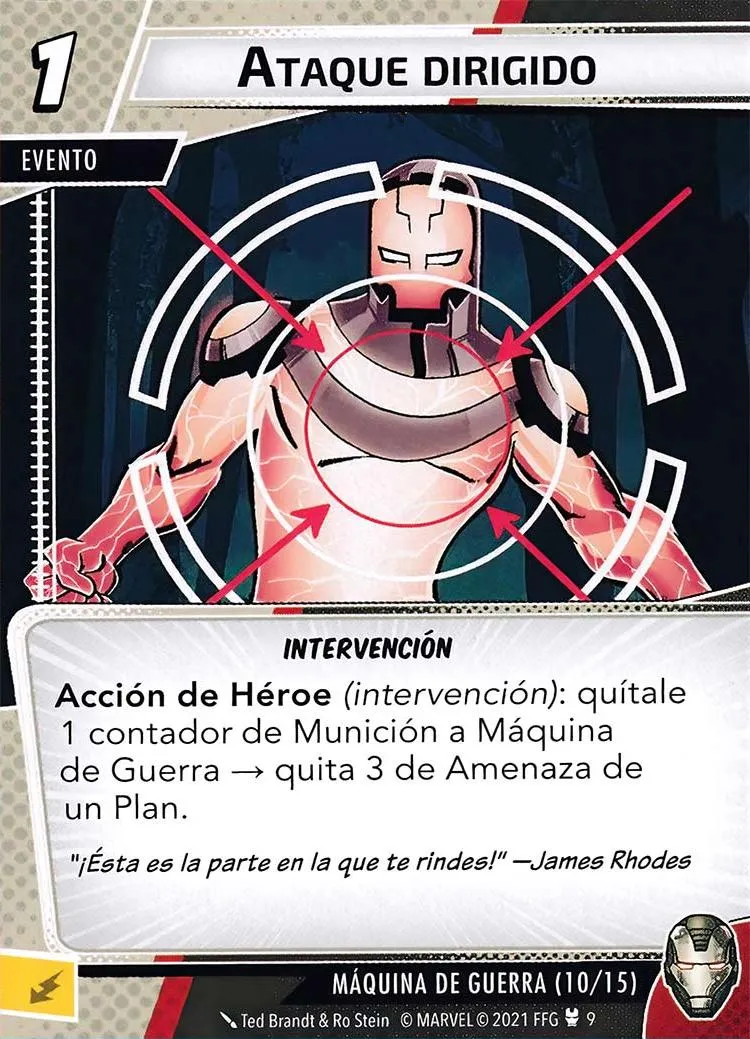 1
ATAQUE DIRIGIDO
EVENTO
INTERVENCIÓN
Acción de Héroe (intervención): quítale
1 contador de Munición a Máquina
de Guerra → quita 3 de Amenaza de
un Plan.
"¡Ésta es la parte en la que te rindes!" —James Rhodes
MÁQUINA DE GUERRA (10/15)
Ted Brandt & Ro Stein © MARVEL © 2021 FFG 9